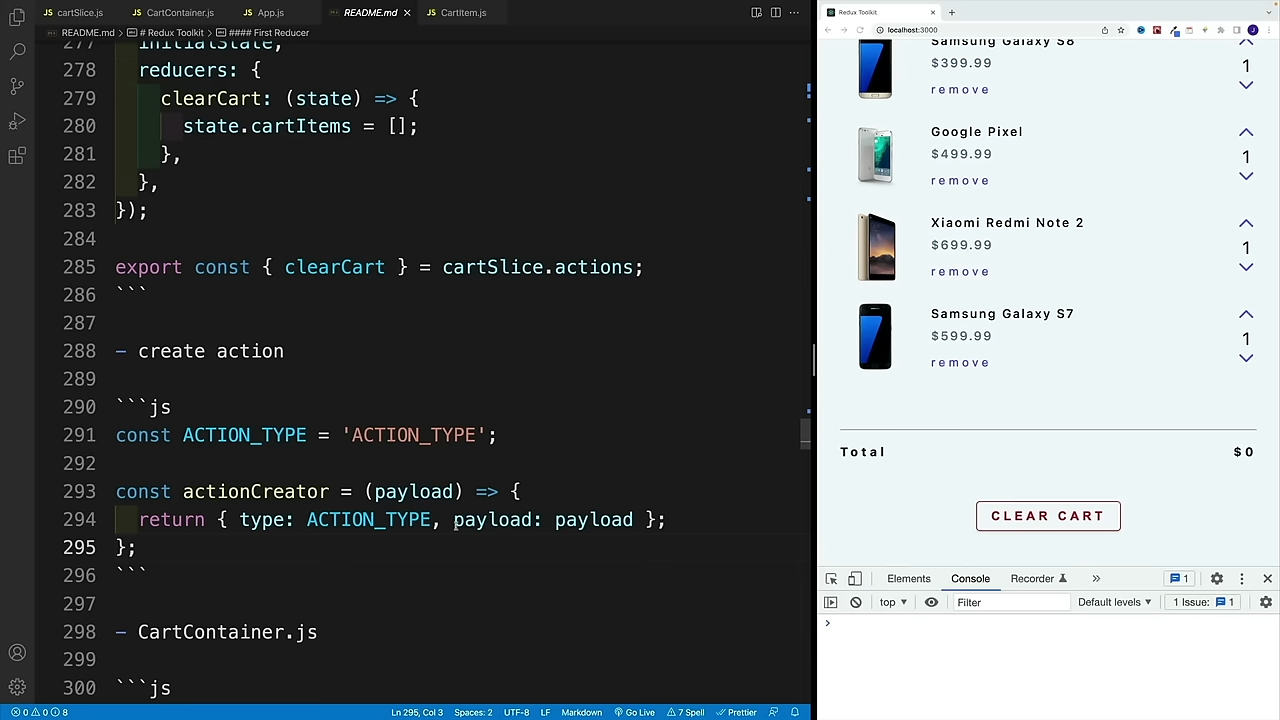 cartSlice.js CartContainer.js App.js README.md CartItem.js
README.md > # Redux Toolkit > #### First Reducer
277 initialState,
278 reducers: {
279 clearCart: (state) => {
280 state.cartItems = [];
281 },
282 },
283 });
284
285 export const { clearCart } = cartSlice.actions;
286 ```
287
288 - create action
289
290 ```js
291 const ACTION_TYPE = 'ACTION_TYPE';
292
293 const actionCreator = (payload) => {
294 return { type: ACTION_TYPE, payload: payload };
295 };
296 ```
297
298 - CartContainer.js
299
300 ```js
0 0 8 Ln 295, Col 3 Spaces: 2 UTF-8 LF Markdown Go Live 7 Spell Prettier
Redux Toolkit
localhost:3000
J
Samsung Galaxy S8
$399.99
remove
1
Google Pixel
$499.99
remove
1
Xiaomi Redmi Note 2
$699.99
remove
1
Samsung Galaxy S7
$599.99
remove
1
Total $0
CLEAR CART
Elements Console Recorder 1
top Filter Default levels 1 Issue: 1